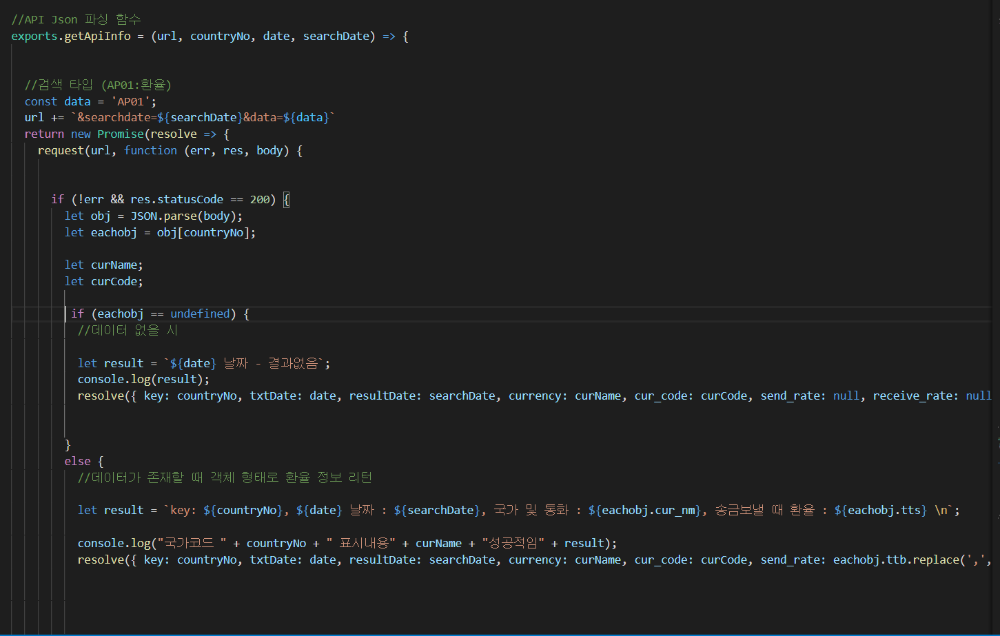 //API Json 파싱 함수
exports.getApiInfo = (url, countryNo, date, searchDate) => {
//검색 타입 (AP01:환율)
const data = 'AP01';
url += `&searchdate=${searchDate}&data=${data}`
return new Promise(resolve => {
request(url, function (err, res, body) {
if (!err && res.statusCode == 200) {
let obj = JSON.parse(body);
let eachobj = obj[countryNo];
let curName;
let curCode;
if (eachobj == undefined) {
//데이터 없을 시
let result = `${date} 날짜 - 결과없음`;
console.log(result);
resolve({ key: countryNo, txtDate: date, resultDate: searchDate, currency: curName, cur_code: curCode, send_rate: null, receive_rate: null
}
else {
//데이터가 존재할 때 객체 형태로 환율 정보 리턴
let result = `key: ${countryNo}, ${date} 날짜 : ${searchDate}, 국가 및 통화 : ${eachobj.cur_nm}, 송금보낼 때 환율 : ${eachobj.tts} \n`;
console.log("국가코드 " + countryNo + " 표시내용" + curName + "성공적임" + result);
resolve({ key: countryNo, txtDate: date, resultDate: searchDate, currency: curName, cur_code: curCode, send_rate: eachobj.ttb.replace(',',